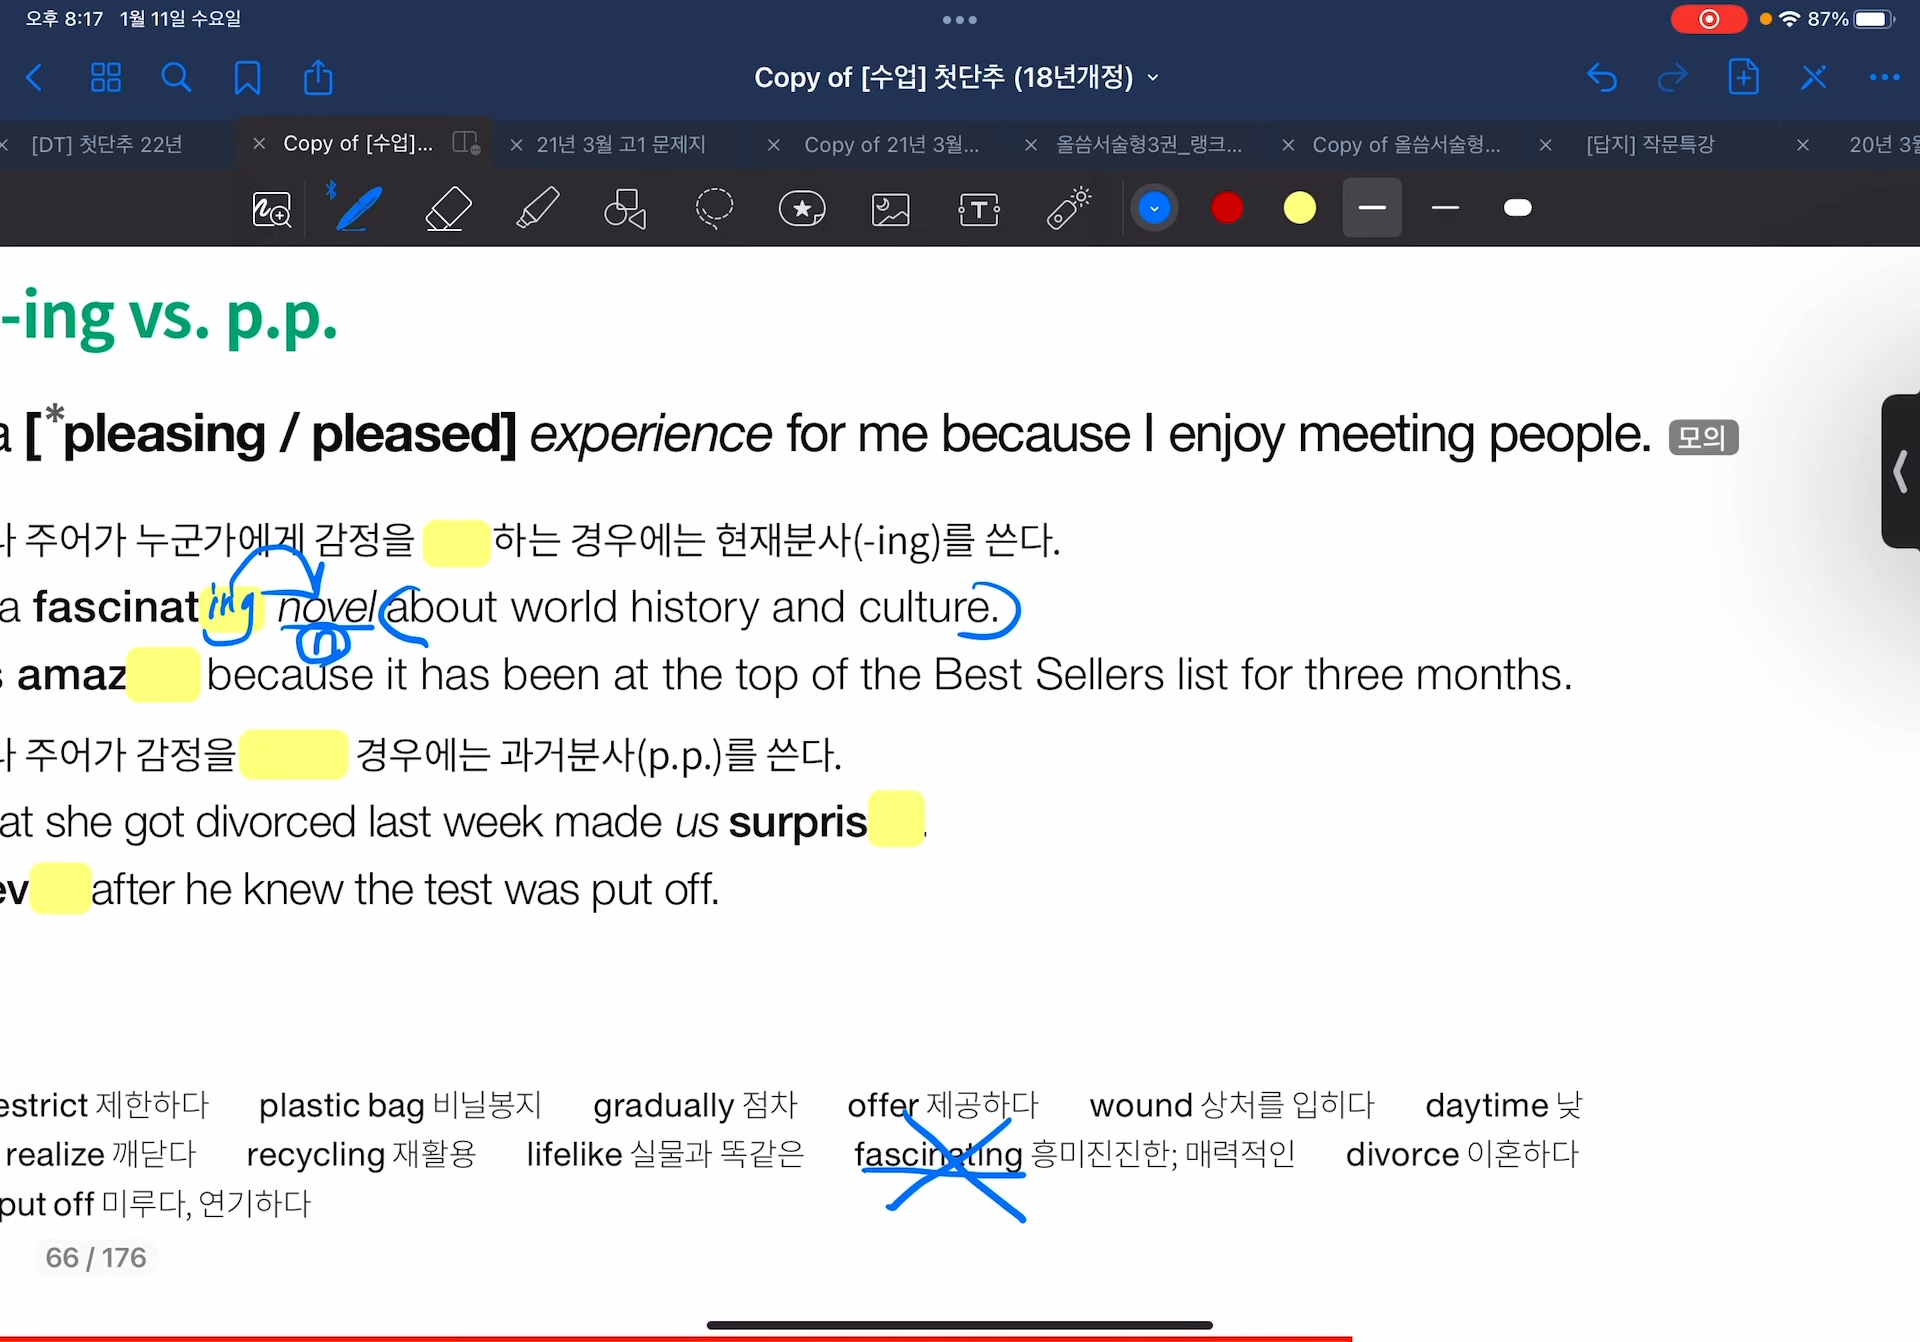 오후 8:17 1월 11일 수요일
87%
Copy of [수업] 첫단추 (18년개정)
[DT] 첫단추 22년
Copy of [수업]...
21년 3월 고1 문제지
Copy of 21년 3월...
올씀서술형3권_랭크...
Copy of 올씀서술형...
[답지] 작문특강
20년 3월
-ing vs. p.p.
a [*pleasing / pleased] experience for me because I enjoy meeting people. 모의
나 주어가 누군가에게 감정을 하는 경우에는 현재분사(-ing)를 쓴다.
a fascinating novel about world history and culture.
n
s amaz because it has been at the top of the Best Sellers list for three months.
나 주어가 감정을 경우에는 과거분사(p.p.)를 쓴다.
at she got divorced last week made us surpris .
ev after he knew the test was put off.
estrict 제한하다 plastic bag 비닐봉지 gradually 점차 offer 제공하다 wound 상처를 입히다 daytime 낮
realize 깨닫다 recycling 재활용 lifelike 실물과 똑같은 fascinating 흥미진진한; 매력적인 divorce 이혼하다
put off 미루다, 연기하다
66 / 176